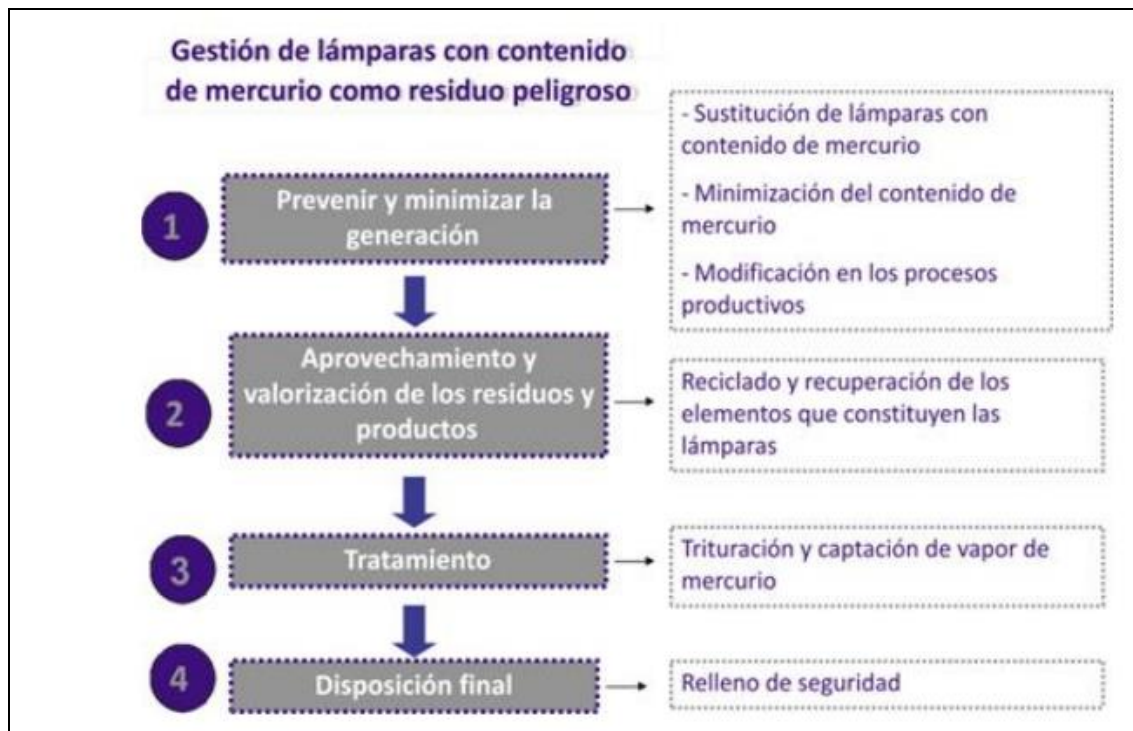 Gestión de lámparas con contenido
de mercurio como residuo peligroso
1
Prevenir y minimizar la
generación
- Sustitución de lámparas con
contenido de mercurio
- Minimización del contenido de
mercurio
- Modificación en los procesos
productivos
2
Aprovechamiento y
valorización de los residuos y
productos
Reciclado y recuperación de los
elementos que constituyen las
lámparas
3
Tratamiento
Trituración y captación de vapor de
mercurio
4
Disposición final
Relleno de seguridad